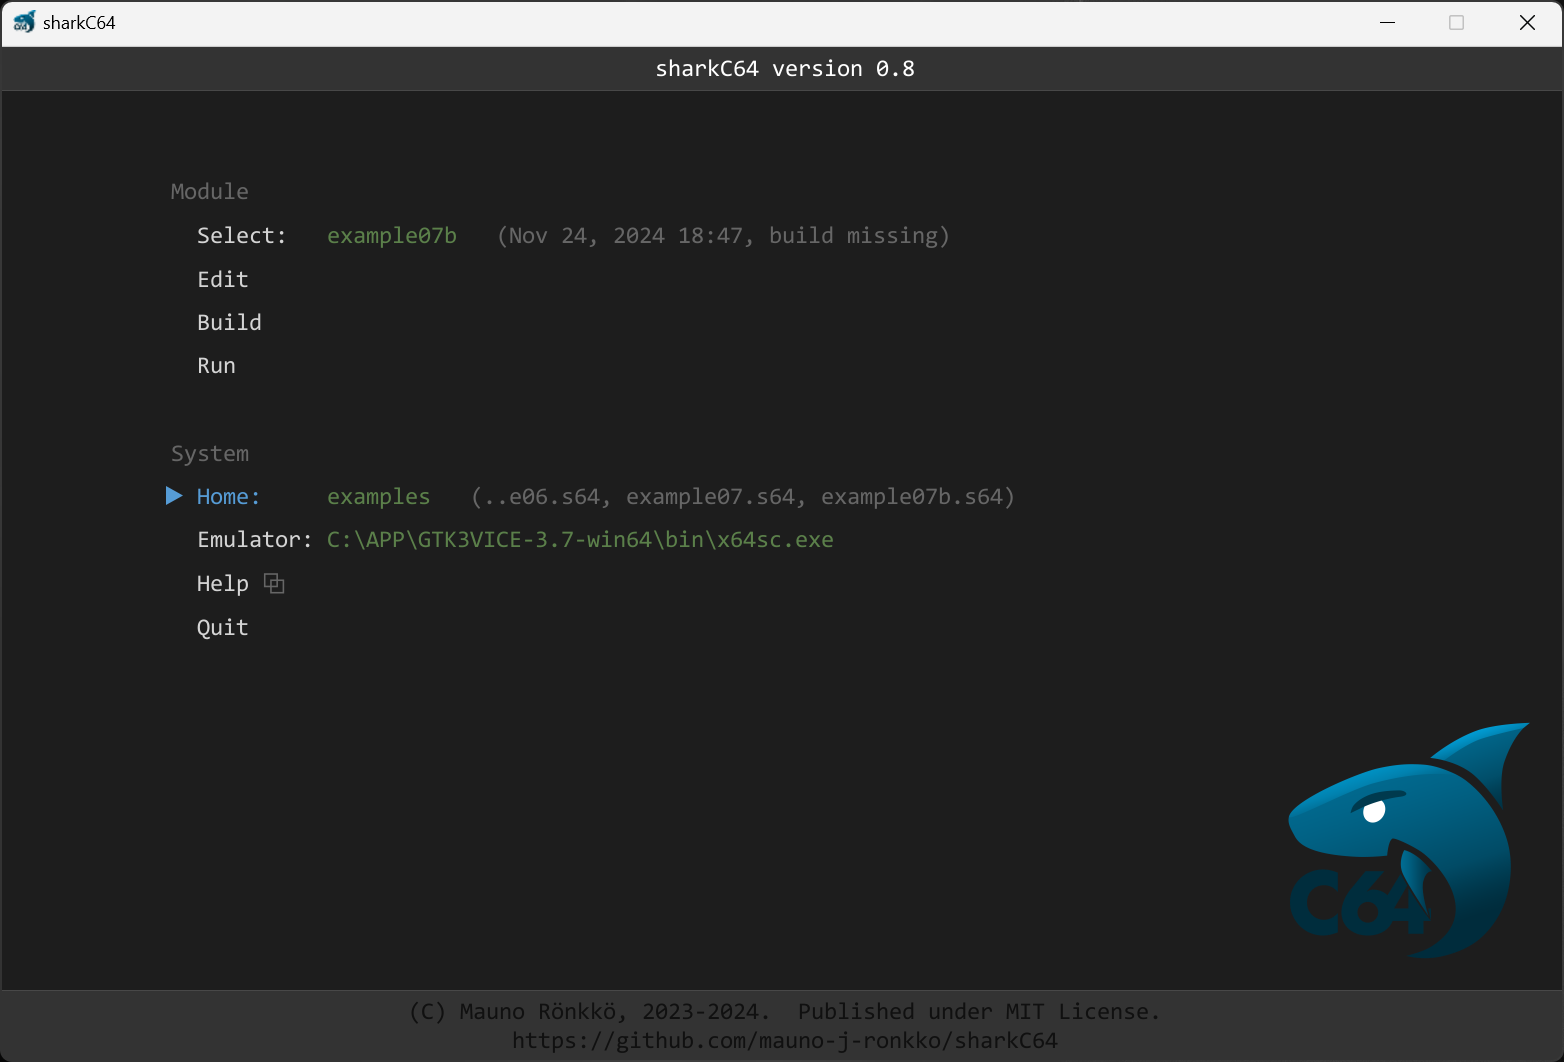 sharkC64
sharkC64 version 0.8
Module
Select: example07b (Nov 24, 2024 18:47, build missing)
Edit
Build
Run
System
Home: examples (..e06.s64, example07.s64, example07b.s64)
Emulator: C:\APP\GTK3VICE-3.7-win64\bin\x64sc.exe
Help
Quit
C64
(C) Mauno Rönkkö, 2023-2024. Published under MIT License.
https://github.com/mauno-j-ronkko/sharkC64